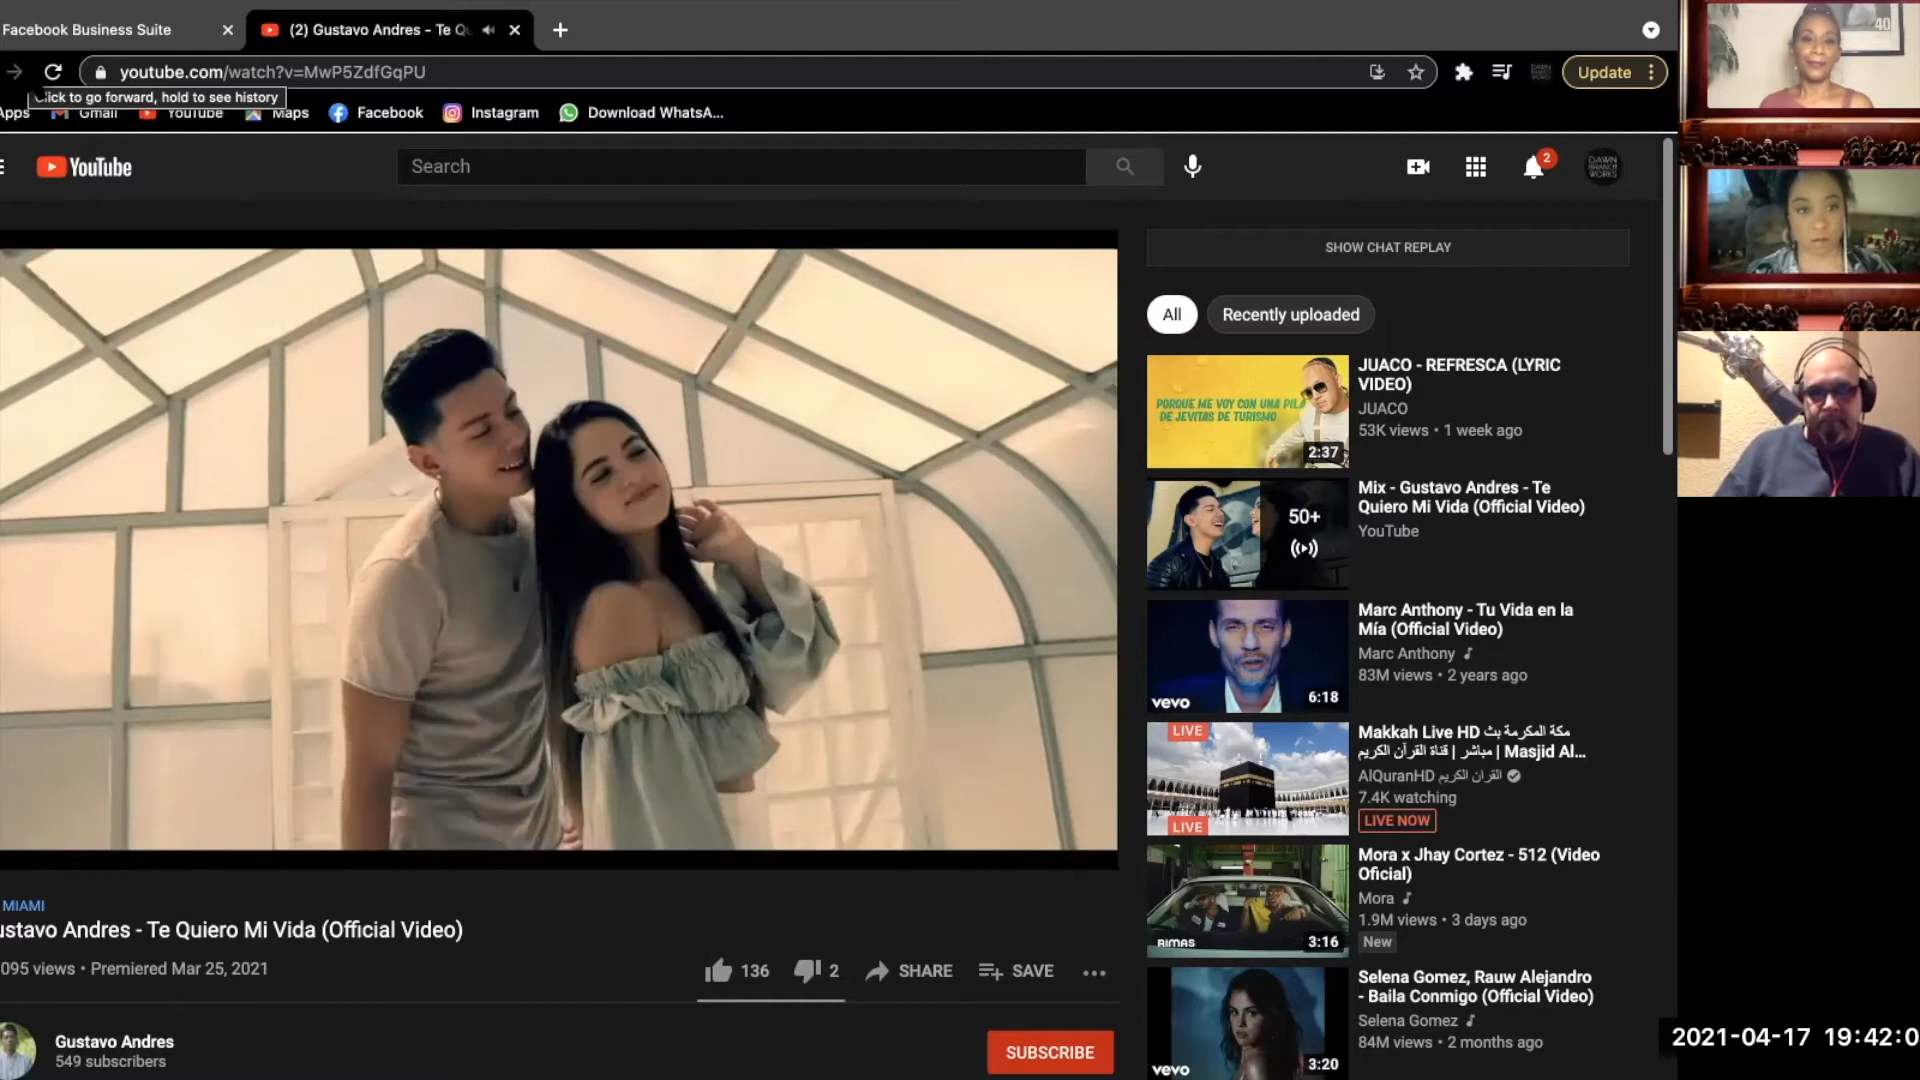 Facebook Business Suite
(2) Gustavo Andres - Te Qu
youtube.com/watch?v=MwP5ZdfGqPU
Update
Click to go forward, hold to see history
Apps
Gmail
YouTube
Maps
Facebook
Instagram
Download WhatsA...
YouTube
Search
2
DAWN
BRANCH
WORKS
40
SHOW CHAT REPLAY
All
Recently uploaded
PORQUE ME VOY CON UNA PILA
DE JEVITAS DE TURISMO
2:37
JUACO - REFRESCA (LYRIC
VIDEO)
JUACO
53K views • 1 week ago
50+
Mix - Gustavo Andres - Te
Quiero Mi Vida (Official Video)
YouTube
vevo
6:18
Marc Anthony - Tu Vida en la
Mía (Official Video)
Marc Anthony
83M views • 2 years ago
LIVE
LIVE
Makkah Live HD مكة المكرمة بث
مباشر | قناة القرآن الكريم | Masjid Al...
AlQuranHD القران الكريم
7.4K watching
LIVE NOW
RIMAS
3:16
Mora x Jhay Cortez - 512 (Video
Oficial)
Mora
1.9M views • 3 days ago
New
vevo
3:20
Selena Gomez, Rauw Alejandro
- Baila Conmigo (Official Video)
Selena Gomez
84M views • 2 months ago
MIAMI
ustavo Andres - Te Quiero Mi Vida (Official Video)
095 views • Premiered Mar 25, 2021
136
2
SHARE
SAVE
Gustavo Andres
549 subscribers
SUBSCRIBE
2021-04-17 19:42:0